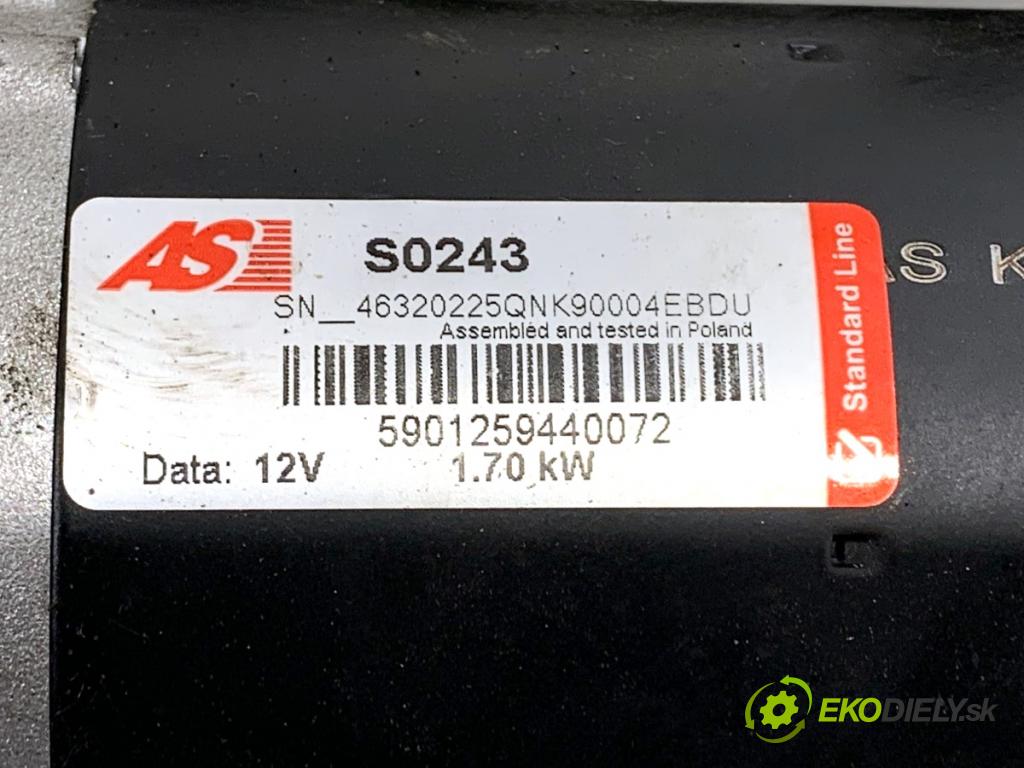 AS S0243
SN__46320225QNK90004EBDU
Assembled and tested in Poland
5901259440072
Data: 12V 1.70 kW
Standard Line
AS K
EKODIELY.sk